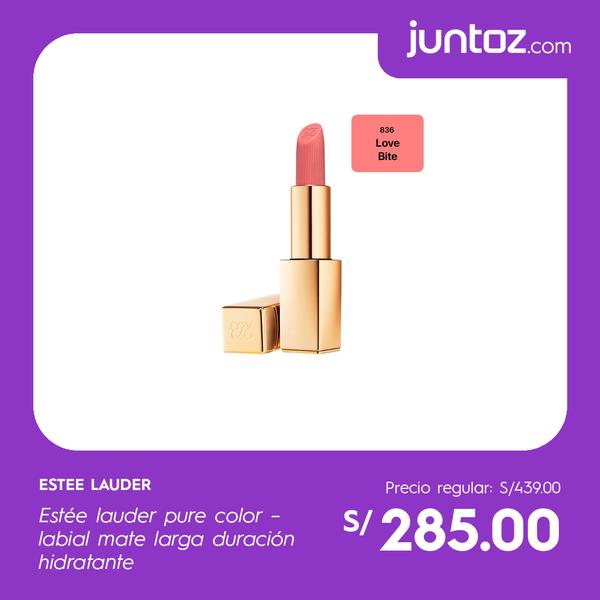 juntoz.com
836
Love
Bite
ESTEE LAUDER
Estée lauder pure color –
labial mate larga duración
hidratante
Precio regular: S/439.00
S/ 285.00